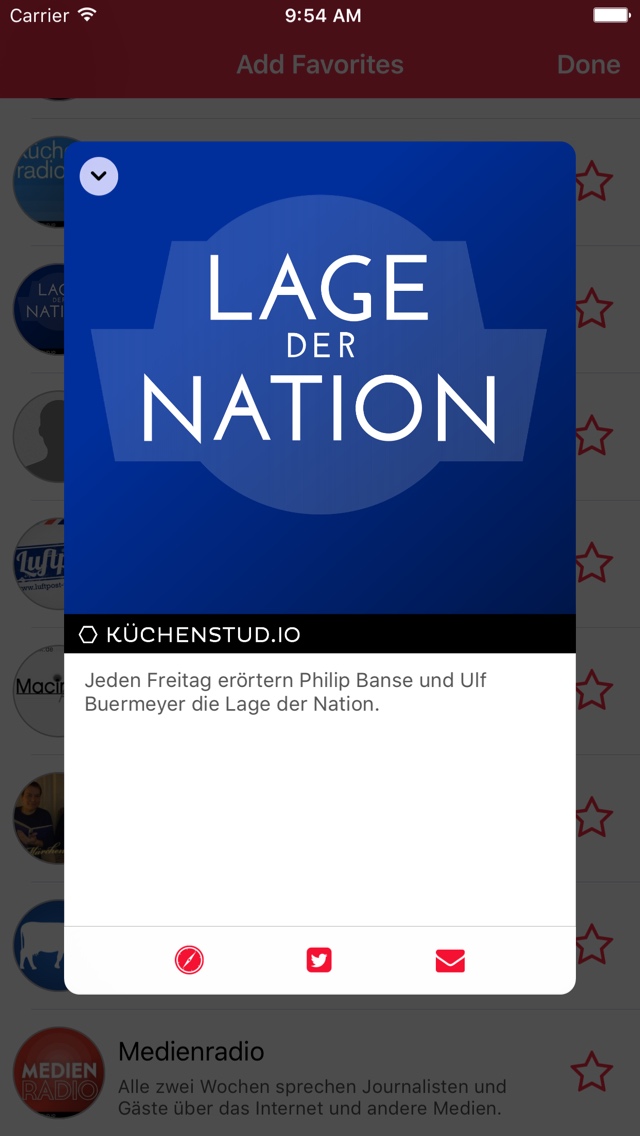 Carrier 9:54 AM
Add Favorites Done
küch
radio
LAGE
DER
NATION
KÜCHENSTUD.IO
Jeden Freitag erörtern Philip Banse und Ulf
Buermeyer die Lage der Nation.
Medienradio
MEDIEN
RADIO
Alle zwei Wochen sprechen Journalisten und
Gäste über das Internet und andere Medien.